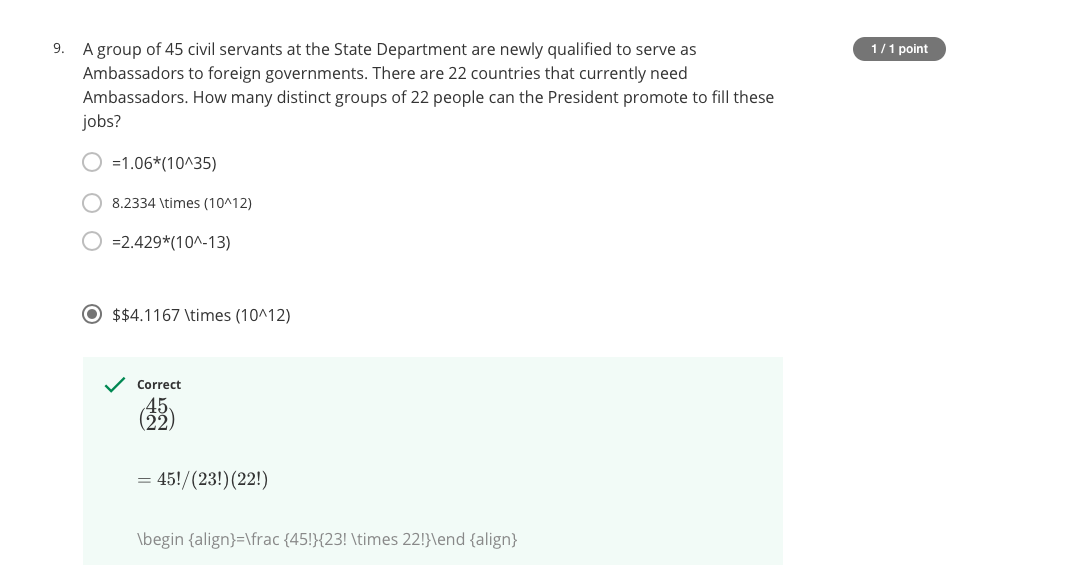 9. A group of 45 civil servants at the State Department are newly qualified to serve as
1 / 1 point
Ambassadors to foreign governments. There are 22 countries that currently need
Ambassadors. How many distinct groups of 22 people can the President promote to fill these
jobs?
=1.06*(10^35)
8.2334 \times (10^12)
=2.429*(10^-13)
$$4.1167 \times (10^12)
Correct
(45
22)
= 45!/(23!)(22!)
\begin {align}=\frac {45!}{23! \times 22!}\end {align}